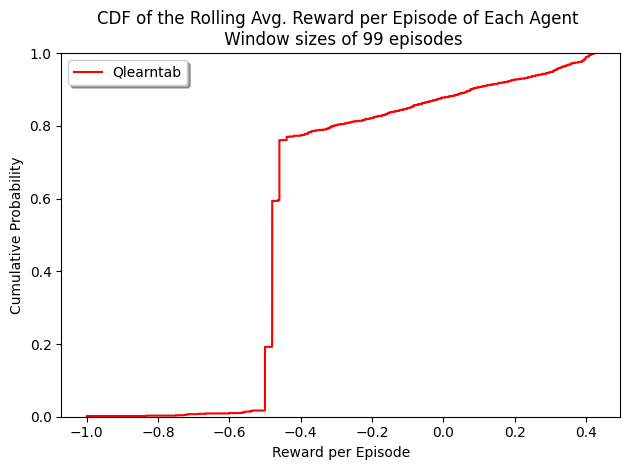 CDF of the Rolling Avg. Reward per Episode of Each Agent
Window sizes of 99 episodes
Qlearntab
1.0
0.8
0.6
0.4
0.2
0.0
Cumulative Probability
−1.0 −0.8 −0.6 −0.4 −0.2 0.0 0.2 0.4
Reward per Episode